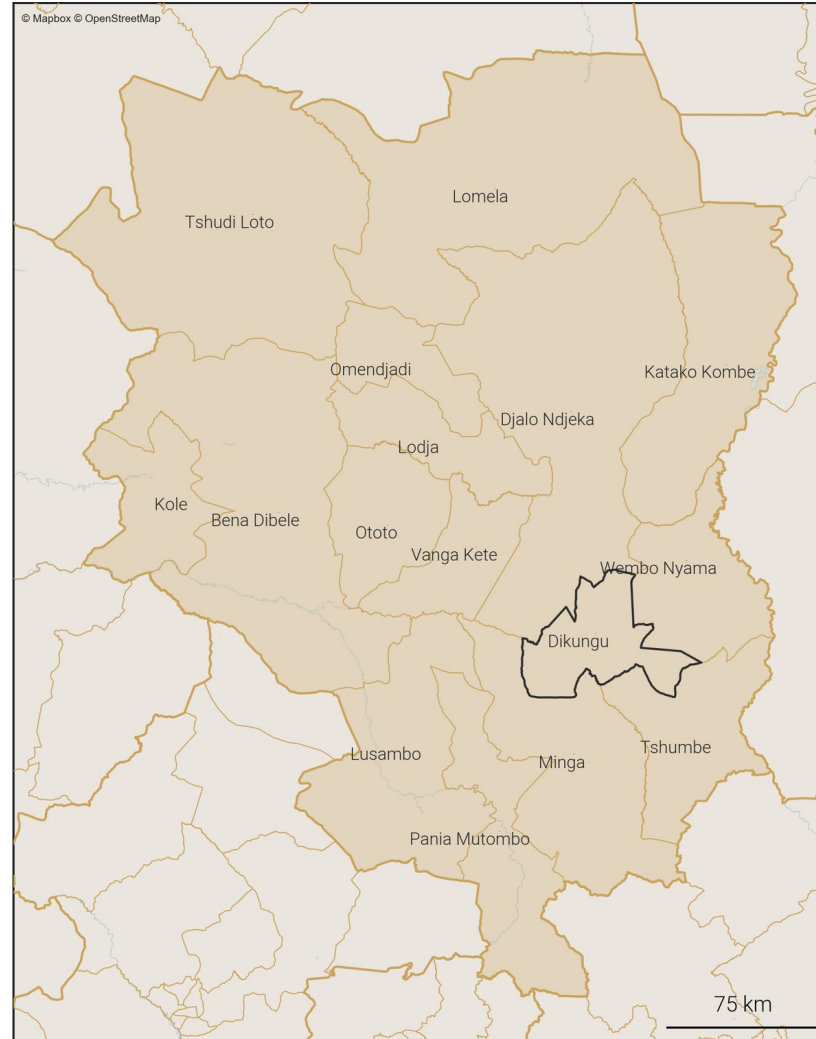 © Mapbox © OpenStreetMap
Lomela
Tshudi Loto
Omendjadi
Katako Kombe
Djalo Ndjeka
Lodja
Kole
Bena Dibele
Ototo
Vanga Kete
Wembo Nyama
Dikungu
Tshumbe
Lusambo
Minga
Pania Mutombo
75 km